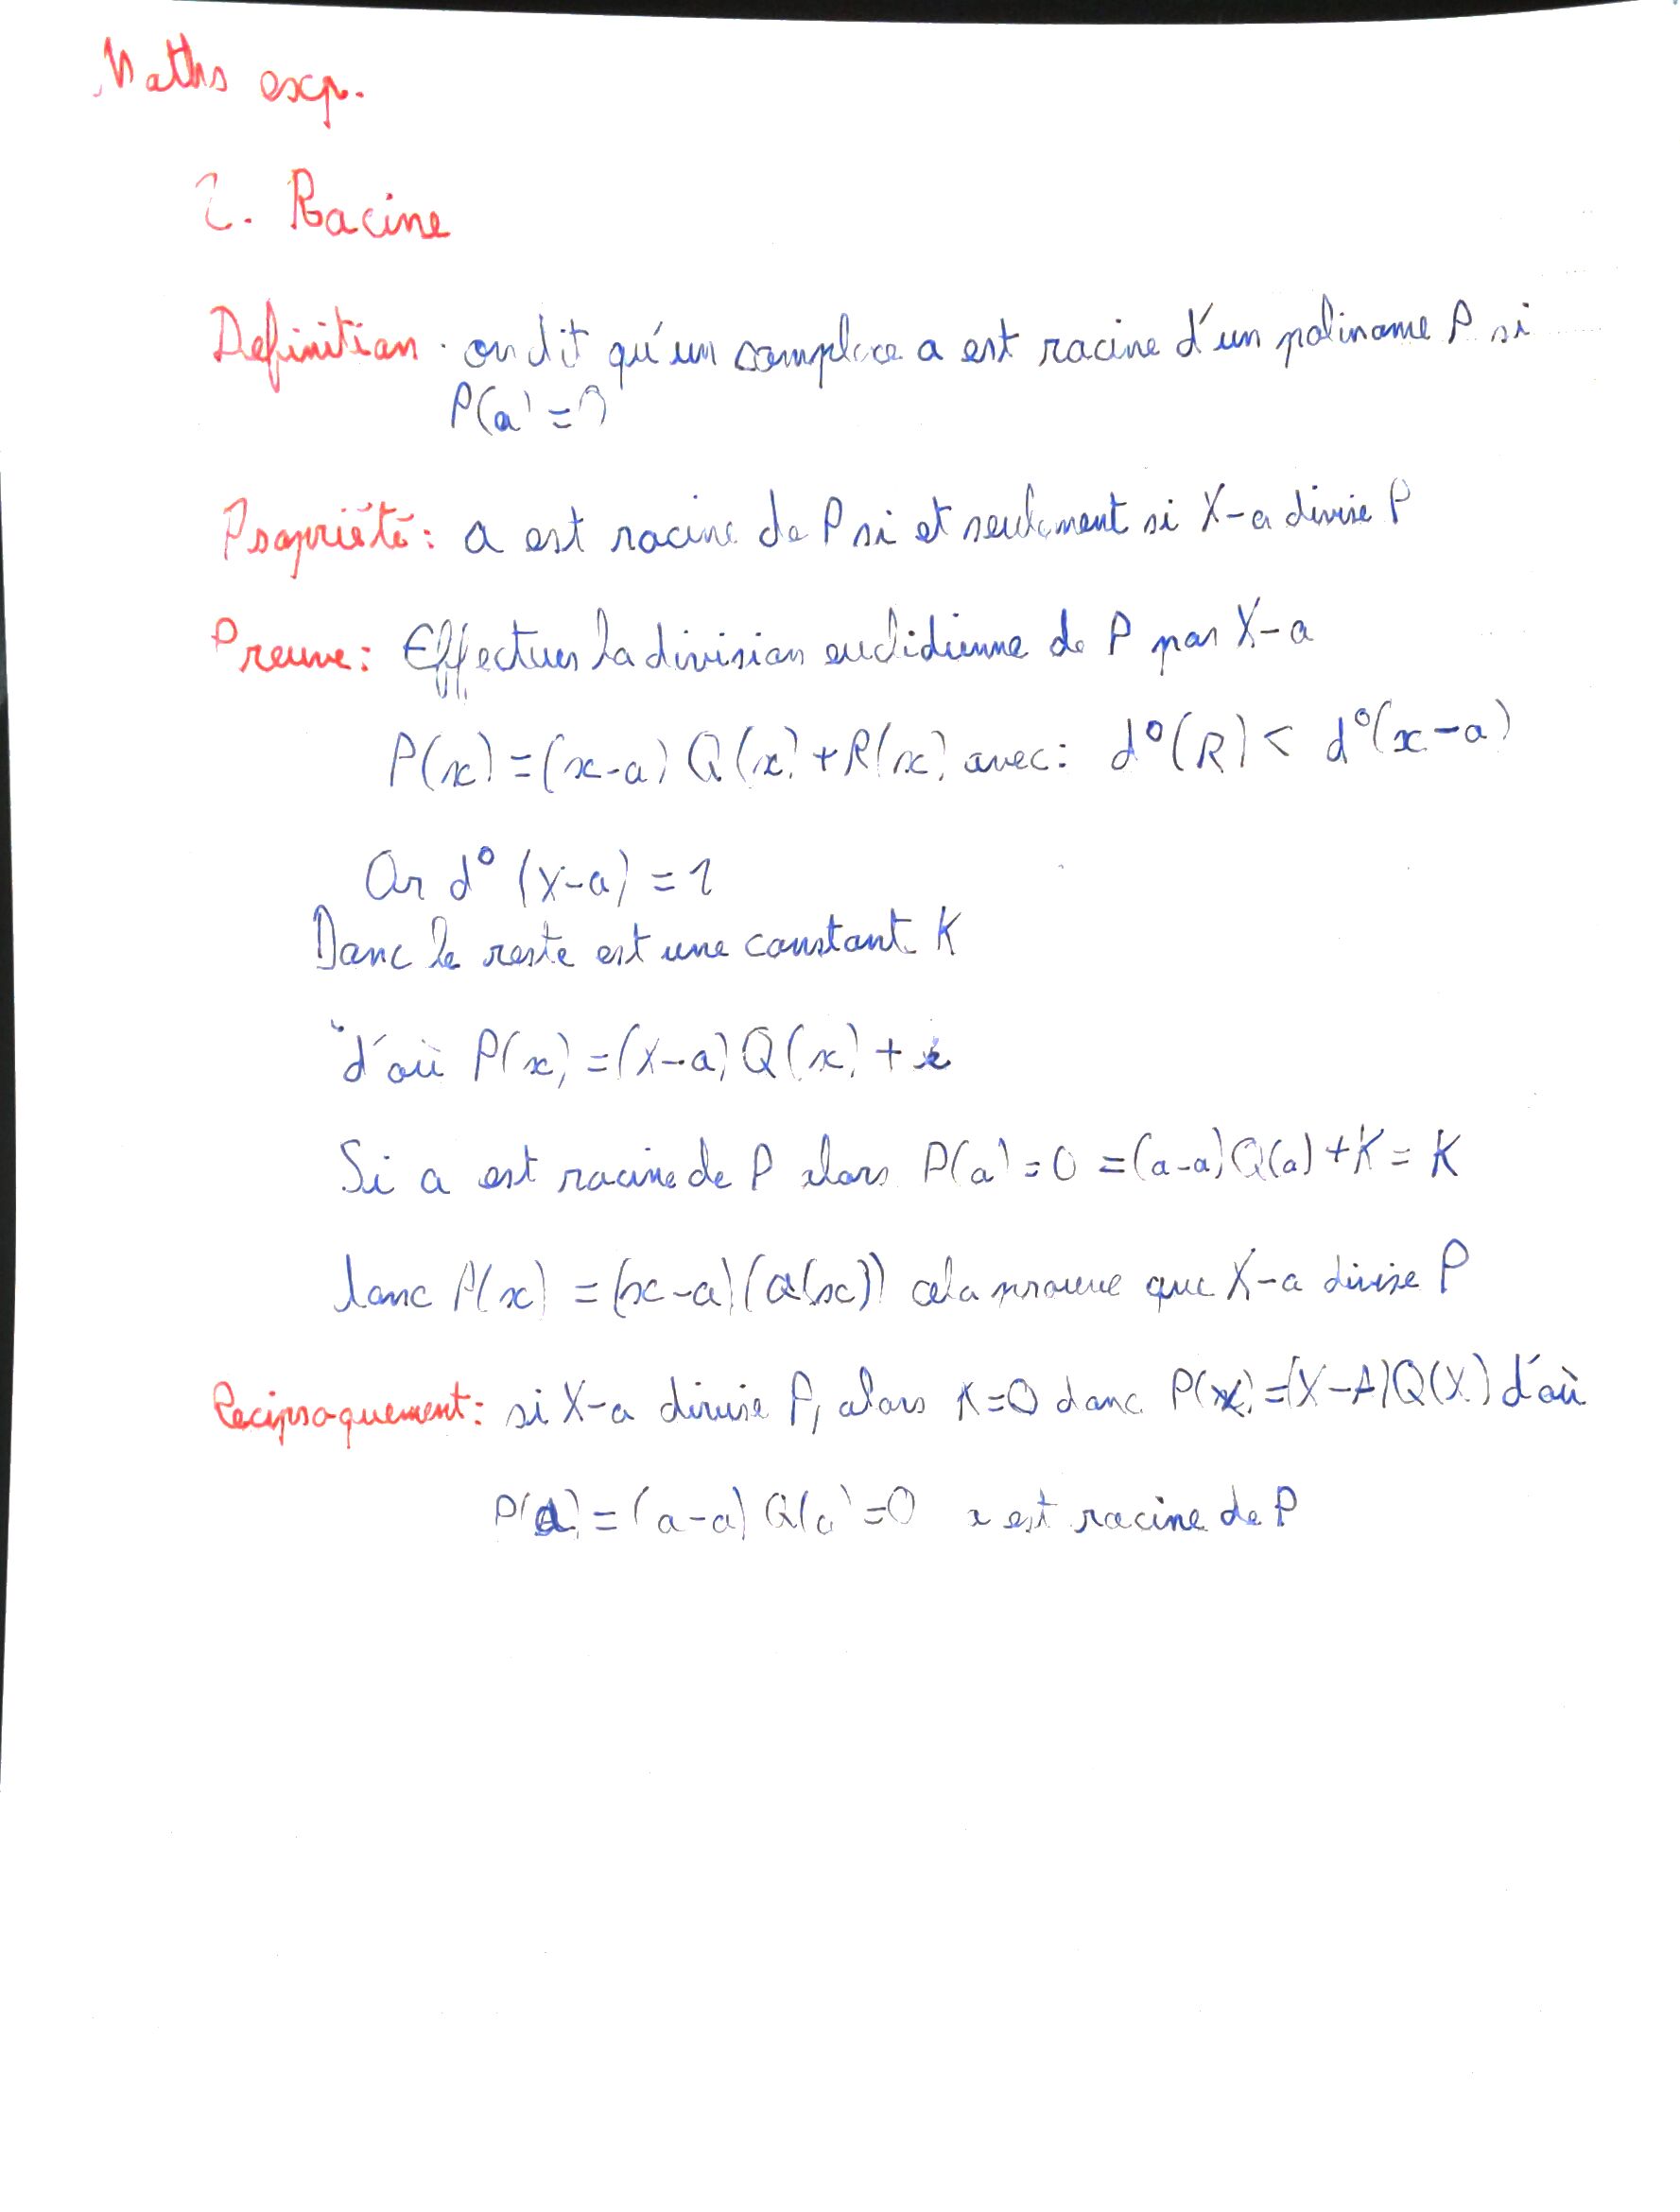 Maths exp.
2. Racine
Definition : on dit qu'un complexe a est racine d'un poliname P si
P(a) = 0
Propriété : a est racine de P si et seulement si X-a divise P
Preuve : Effectuer la division euclidienne de P par X-a
P(x) = (x-a) Q(x) + R(x) avec : d°(R) < d°(x-a)
Or d° (X-a) = 1
Donc le reste est une constant K
d'où P(x) = (X-a) Q(x) +
Si a est racine de P alors P(a) = 0 = (a-a) Q(a) + K = K
donc P(x) = (x-a)(Q(x)) cela prouve que X-a divise P
Reciproquement : si X-a divise P, alors K=0 donc P(x) = (X-A)Q(X) d'où
P(a) = (a-a) Q(a) = 0 est racine de P